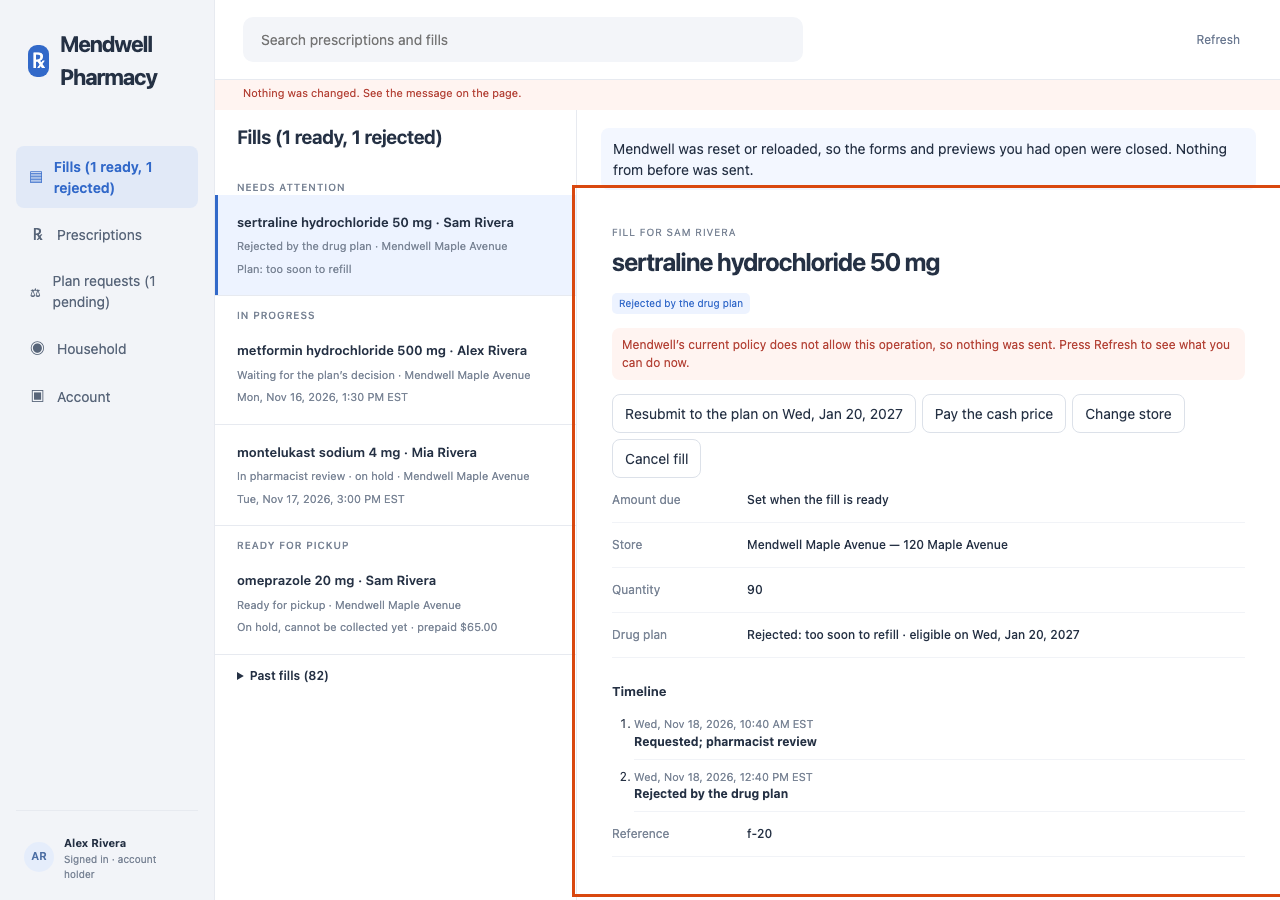 ℞ Mendwell Pharmacy
Fills (1 ready, 1 rejected)
℞ Prescriptions
Plan requests (1 pending)
Household
Account
AR
Alex Rivera
Signed in · account holder
Search prescriptions and fills
Refresh
Nothing was changed. See the message on the page.
Fills (1 ready, 1 rejected)
NEEDS ATTENTION
sertraline hydrochloride 50 mg · Sam Rivera
Rejected by the drug plan · Mendwell Maple Avenue
Plan: too soon to refill
IN PROGRESS
metformin hydrochloride 500 mg · Alex Rivera
Waiting for the plan’s decision · Mendwell Maple Avenue
Mon, Nov 16, 2026, 1:30 PM EST
montelukast sodium 4 mg · Mia Rivera
In pharmacist review · on hold · Mendwell Maple Avenue
Tue, Nov 17, 2026, 3:00 PM EST
READY FOR PICKUP
omeprazole 20 mg · Sam Rivera
Ready for pickup · Mendwell Maple Avenue
On hold, cannot be collected yet · prepaid $65.00
Past fills (82)
Mendwell was reset or reloaded, so the forms and previews you had open were closed. Nothing
from before was sent.
FILL FOR SAM RIVERA
sertraline hydrochloride 50 mg
Rejected by the drug plan
Mendwell’s current policy does not allow this operation, so nothing was sent. Press Refresh to see what you
can do now.
Resubmit to the plan on Wed, Jan 20, 2027
Pay the cash price
Change store
Cancel fill
Amount due Set when the fill is ready
Store Mendwell Maple Avenue — 120 Maple Avenue
Quantity 90
Drug plan Rejected: too soon to refill · eligible on Wed, Jan 20, 2027
Timeline
1. Wed, Nov 18, 2026, 10:40 AM EST
Requested; pharmacist review
2. Wed, Nov 18, 2026, 12:40 PM EST
Rejected by the drug plan
Reference f-20